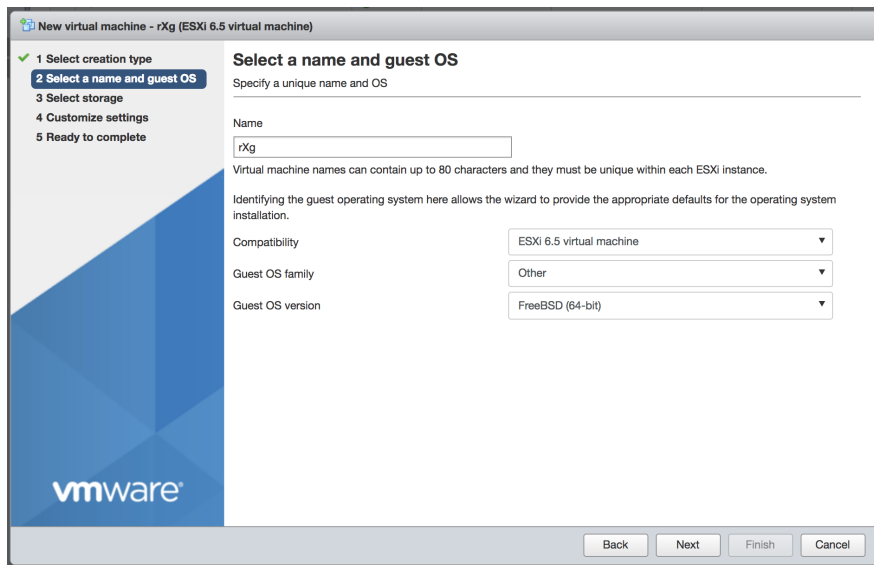 New virtual machine - rXg (ESXi 6.5 virtual machine)
1 Select creation type
2 Select a name and guest OS
3 Select storage
4 Customize settings
5 Ready to complete
vmware®
Select a name and guest OS
Specify a unique name and OS
Name
rXg
Virtual machine names can contain up to 80 characters and they must be unique within each ESXi instance.
Identifying the guest operating system here allows the wizard to provide the appropriate defaults for the operating system
installation.
Compatibility ESXi 6.5 virtual machine
Guest OS family Other
Guest OS version FreeBSD (64-bit)
Back Next Finish Cancel